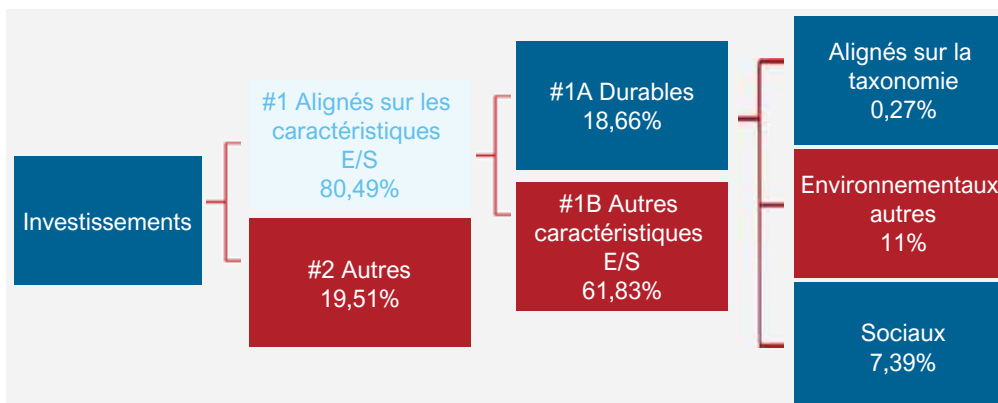 Investissements
#1 Alignés sur les
caractéristiques
E/S
80,49%
#2 Autres
19,51%
#1A Durables
18,66%
#1B Autres
caractéristiques
E/S
61,83%
Alignés sur la
taxonomie
0,27%
Environnementaux
autres
11%
Sociaux
7,39%